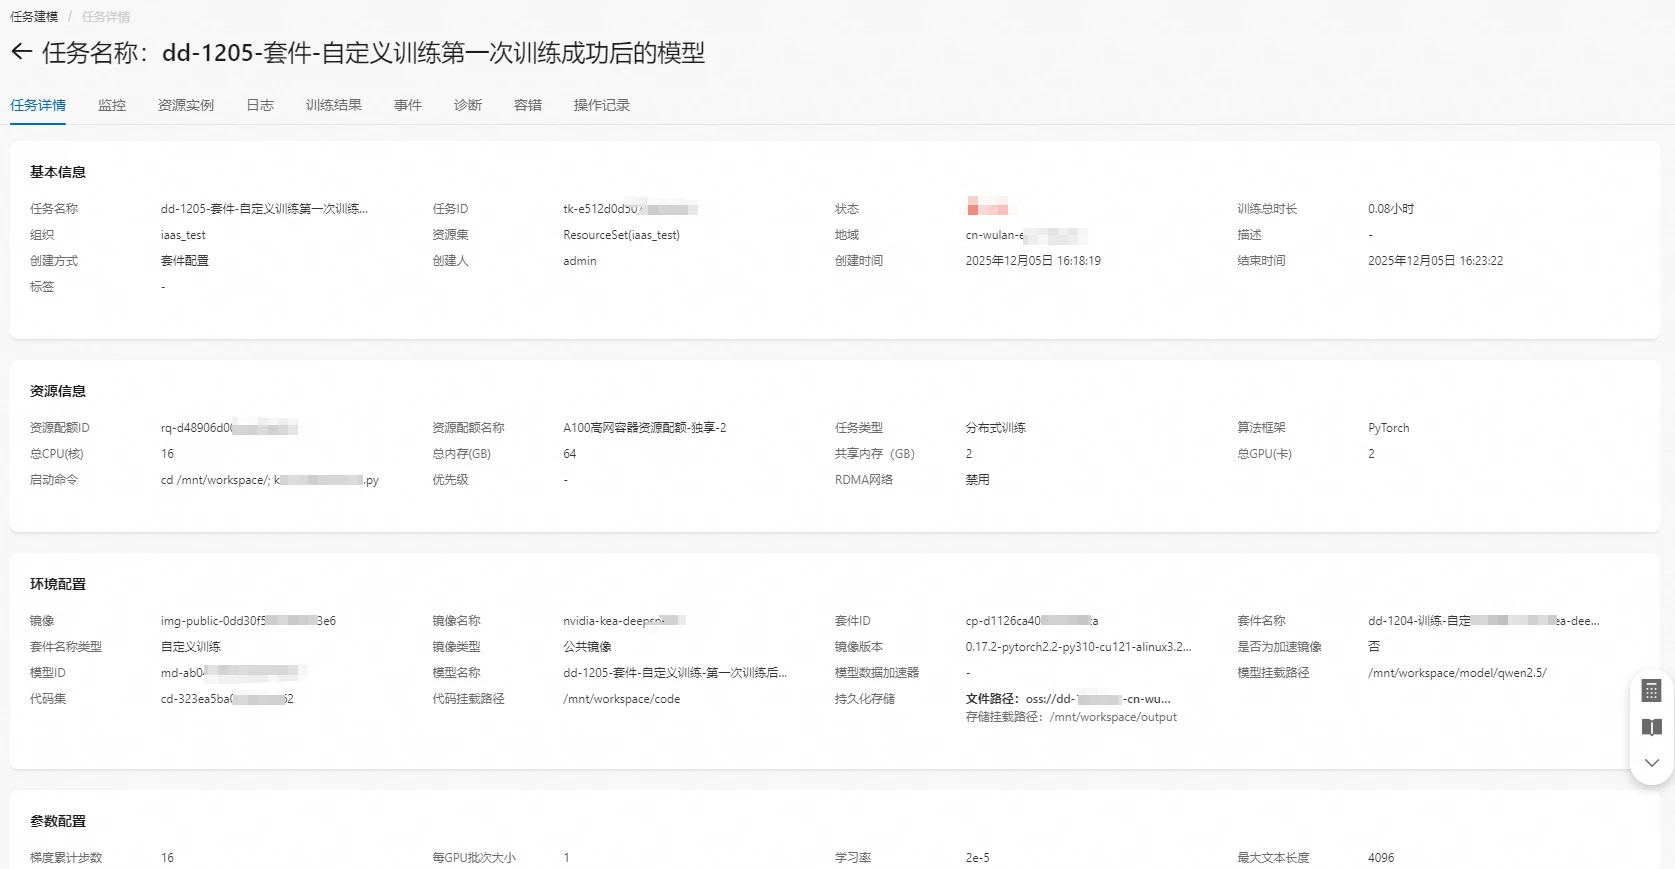 任务建模 / 任务详情
← 任务名称：dd-1205-套件-自定义训练第一次训练成功后的模型
任务详情 监控 资源实例 日志 训练结果 事件 诊断 容错 操作记录
基本信息
任务名称 dd-1205-套件-自定义训练第一次训练... 任务ID tk-e512d0d50 状态 训练总时长 0.08小时
组织 iaas_test 资源集 ResourceSet(iaas_test) 地域 cn-wulan- 描述 -
创建方式 套件配置 创建人 admin 创建时间 2025年12月05日 16:18:19 结束时间 2025年12月05日 16:23:22
标签 -
资源信息
资源配额ID rq-d48906d0 资源配额名称 A100高网容器资源配额-独享-2 任务类型 分布式训练 算法框架 PyTorch
总CPU(核) 16 总内存(GB) 64 共享内存（GB） 2 总GPU(卡) 2
启动命令 cd /mnt/workspace/; k .py 优先级 - RDMA网络 禁用
环境配置
镜像 img-public-0dd30f5 3e6 镜像名称 nvidia-kea-deeps 套件ID cp-d1126ca40 a 套件名称 dd-1204-训练-自定 ea-dee...
套件名称类型 自定义训练 镜像类型 公共镜像 镜像版本 0.17.2-pytorch2.2-py310-cu121-alinux3.2... 是否为加速镜像 否
模型ID md-ab0 模型名称 dd-1205-套件-自定义训练-第一次训练后... 模型数据加速器 - 模型挂载路径 /mnt/workspace/model/qwen2.5/
代码集 cd-323ea5ba 62 代码挂载路径 /mnt/workspace/code 持久化存储 文件路径：oss://dd- -cn-wu...
存储挂载路径：/mnt/workspace/output
参数配置
梯度累计步数 16 每GPU批次大小 1 学习率 2e-5 最大文本长度 4096